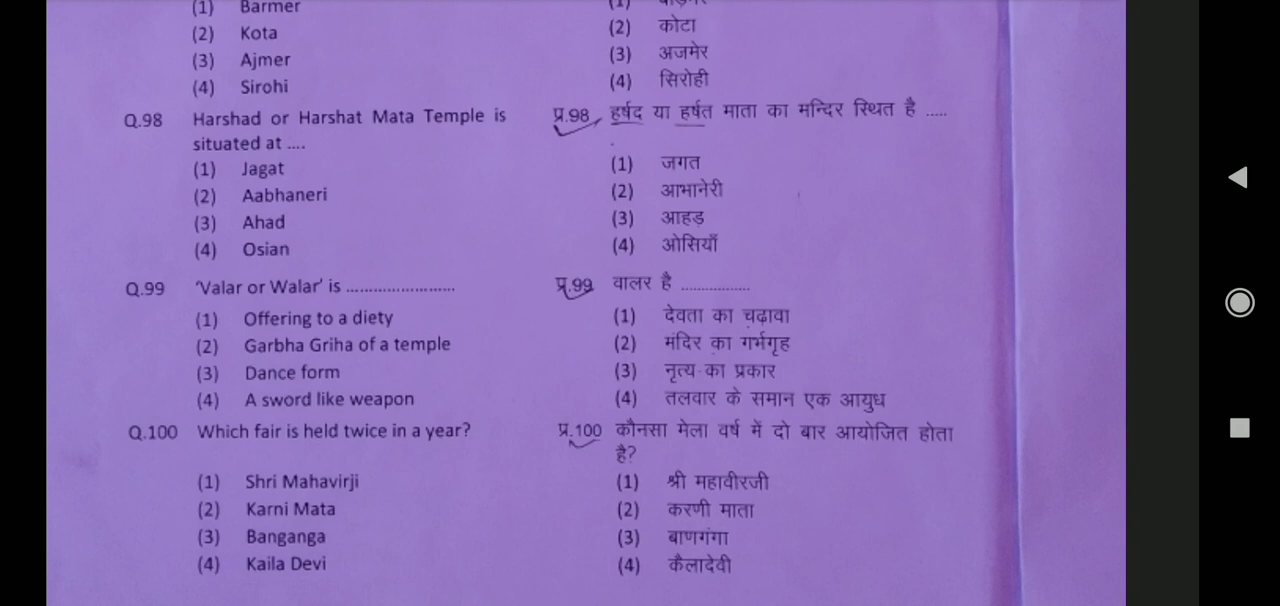 (1) Barmer
(2) Kota
(3) Ajmer
(4) Sirohi
Q.98 Harshad or Harshat Mata Temple is
situated at ....
(1) Jagat
(2) Aabhaneri
(3) Ahad
(4) Osian
Q.99 'Valar or Walar' is ........................
(1) Offering to a diety
(2) Garbha Griha of a temple
(3) Dance form
(4) A sword like weapon
Q.100 Which fair is held twice in a year?
(1) Shri Mahavirji
(2) Karni Mata
(3) Banganga
(4) Kaila Devi
(1)
(2) कोटा
(3) अजमेर
(4) सिरोही
प्र.98 हर्षद या हर्षत माता का मन्दिर स्थित है .....
.
(1) जगत
(2) आभानेरी
(3) आहड़
(4) ओसियाँ
प्र.99 वालर है .................
(1) देवता का चढ़ावा
(2) मंदिर का गर्भगृह
(3) नृत्य का प्रकार
(4) तलवार के समान एक आयुध
प्र.100 कौनसा मेला वर्ष में दो बार आयोजित होता
है?
(1) श्री महावीरजी
(2) करणी माता
(3) बाणगंगा
(4) कैलादेवी